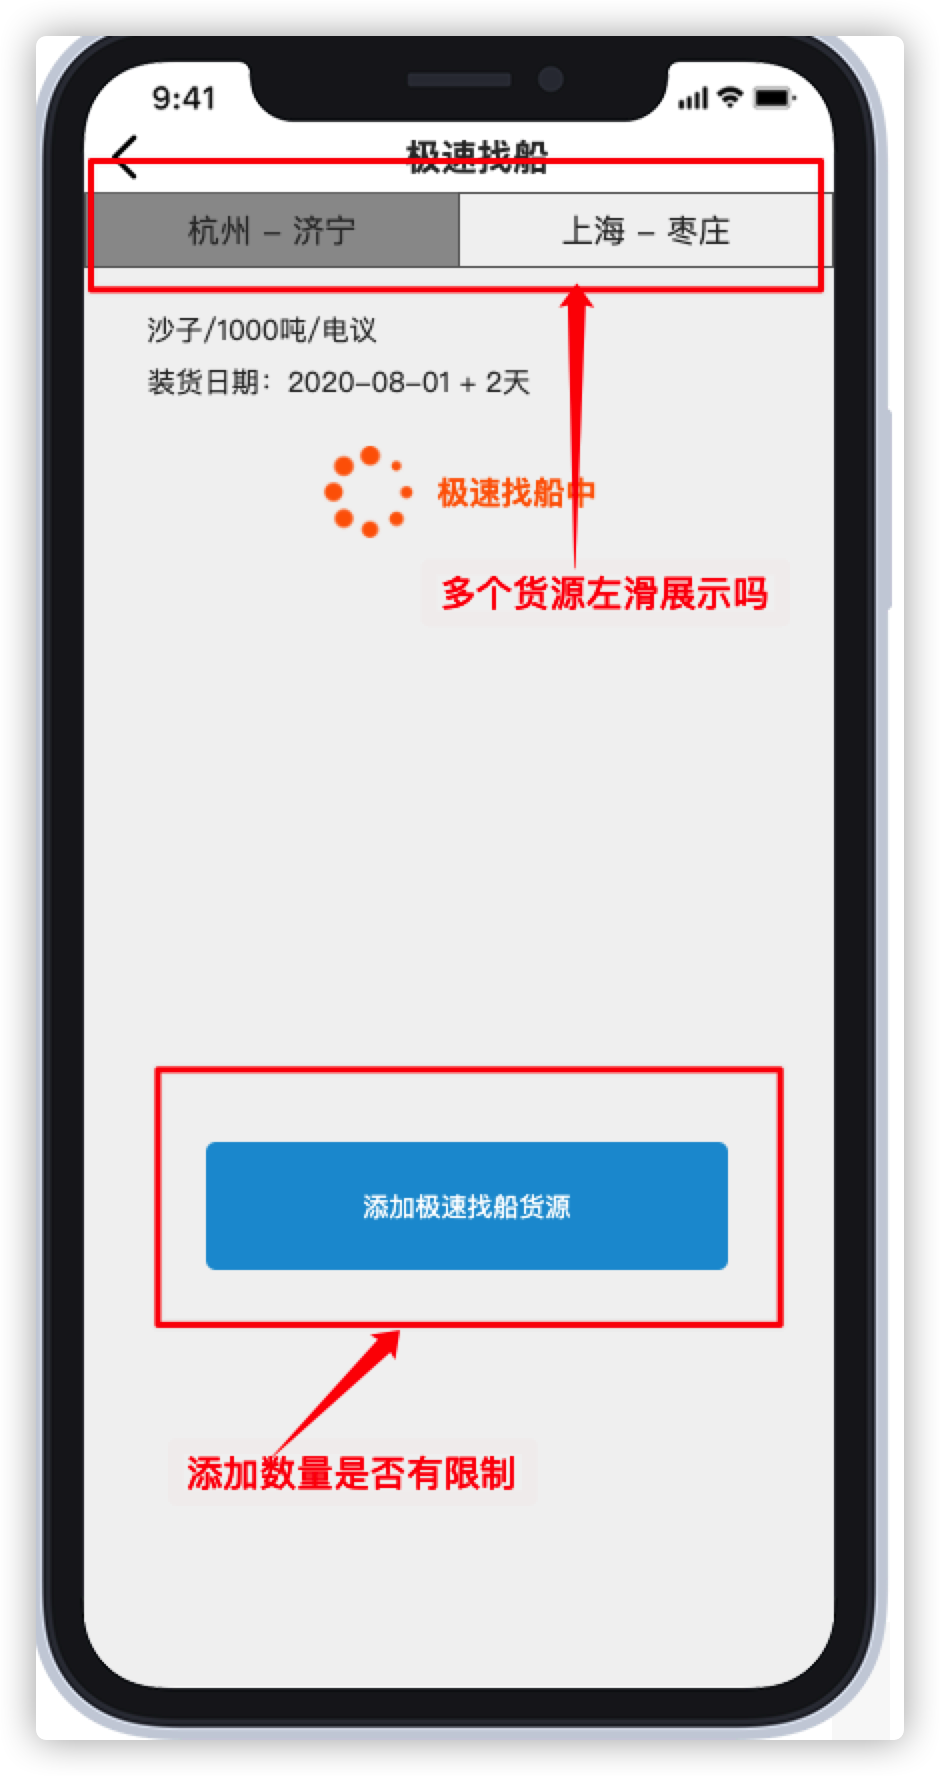 9:41
极速找船
杭州 – 济宁
上海 – 枣庄
沙子/1000吨/电议
装货日期：2020-08-01 + 2天
极速找船中
多个货源左滑展示吗
添加极速找船货源
添加数量是否有限制